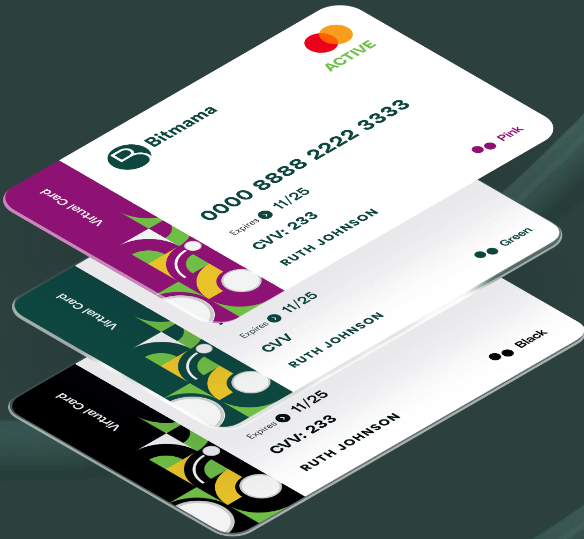 ACTIVE
Bitmama
0000 8888 2222 3333
Pink
Virtual Card
Expires 11/25
CVV: 233
RUTH JOHNSON
Green
Virtual Card
Expires 11/25
CVV
RUTH JOHNSON
Black
Virtual Card
Expires 11/25
CVV: 233
RUTH JOHNSON